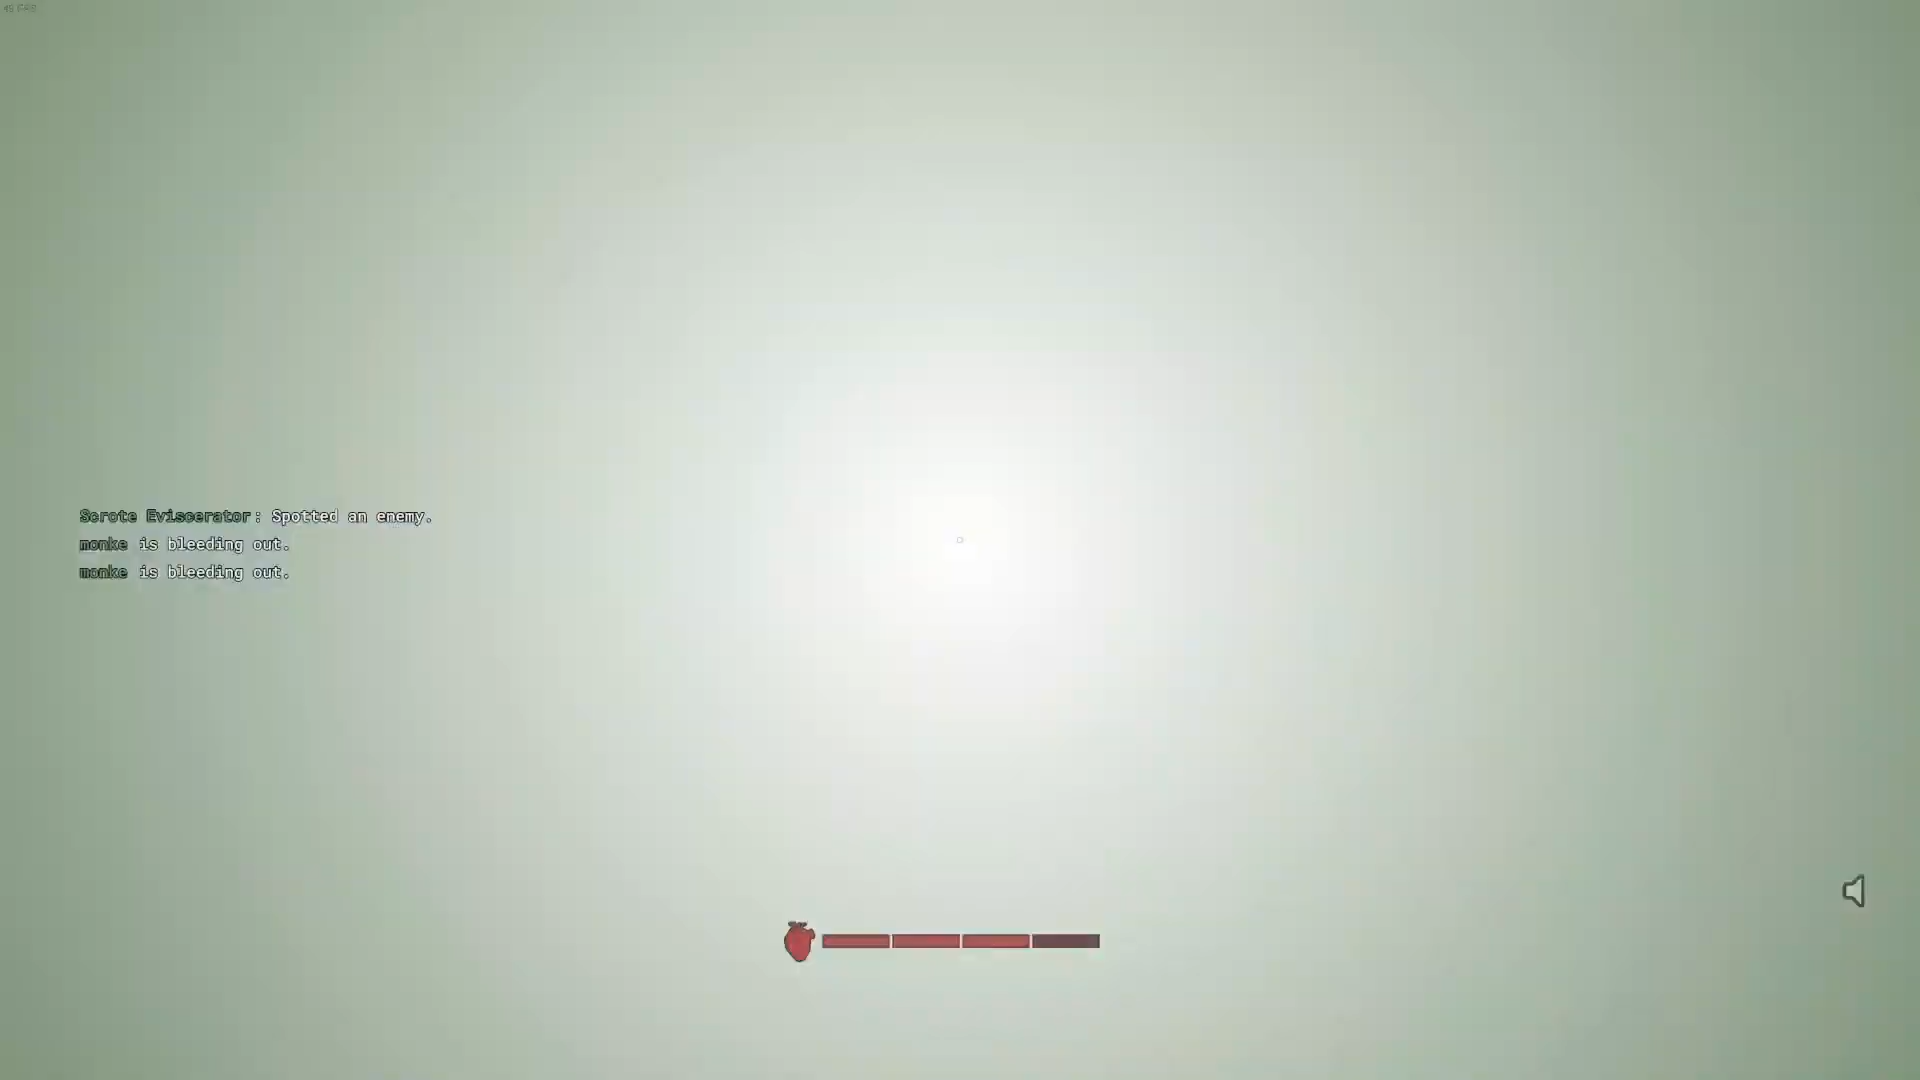 Scrote Eviscerator: Spotted an enemy.
monke is bleeding out.
monke is bleeding out.